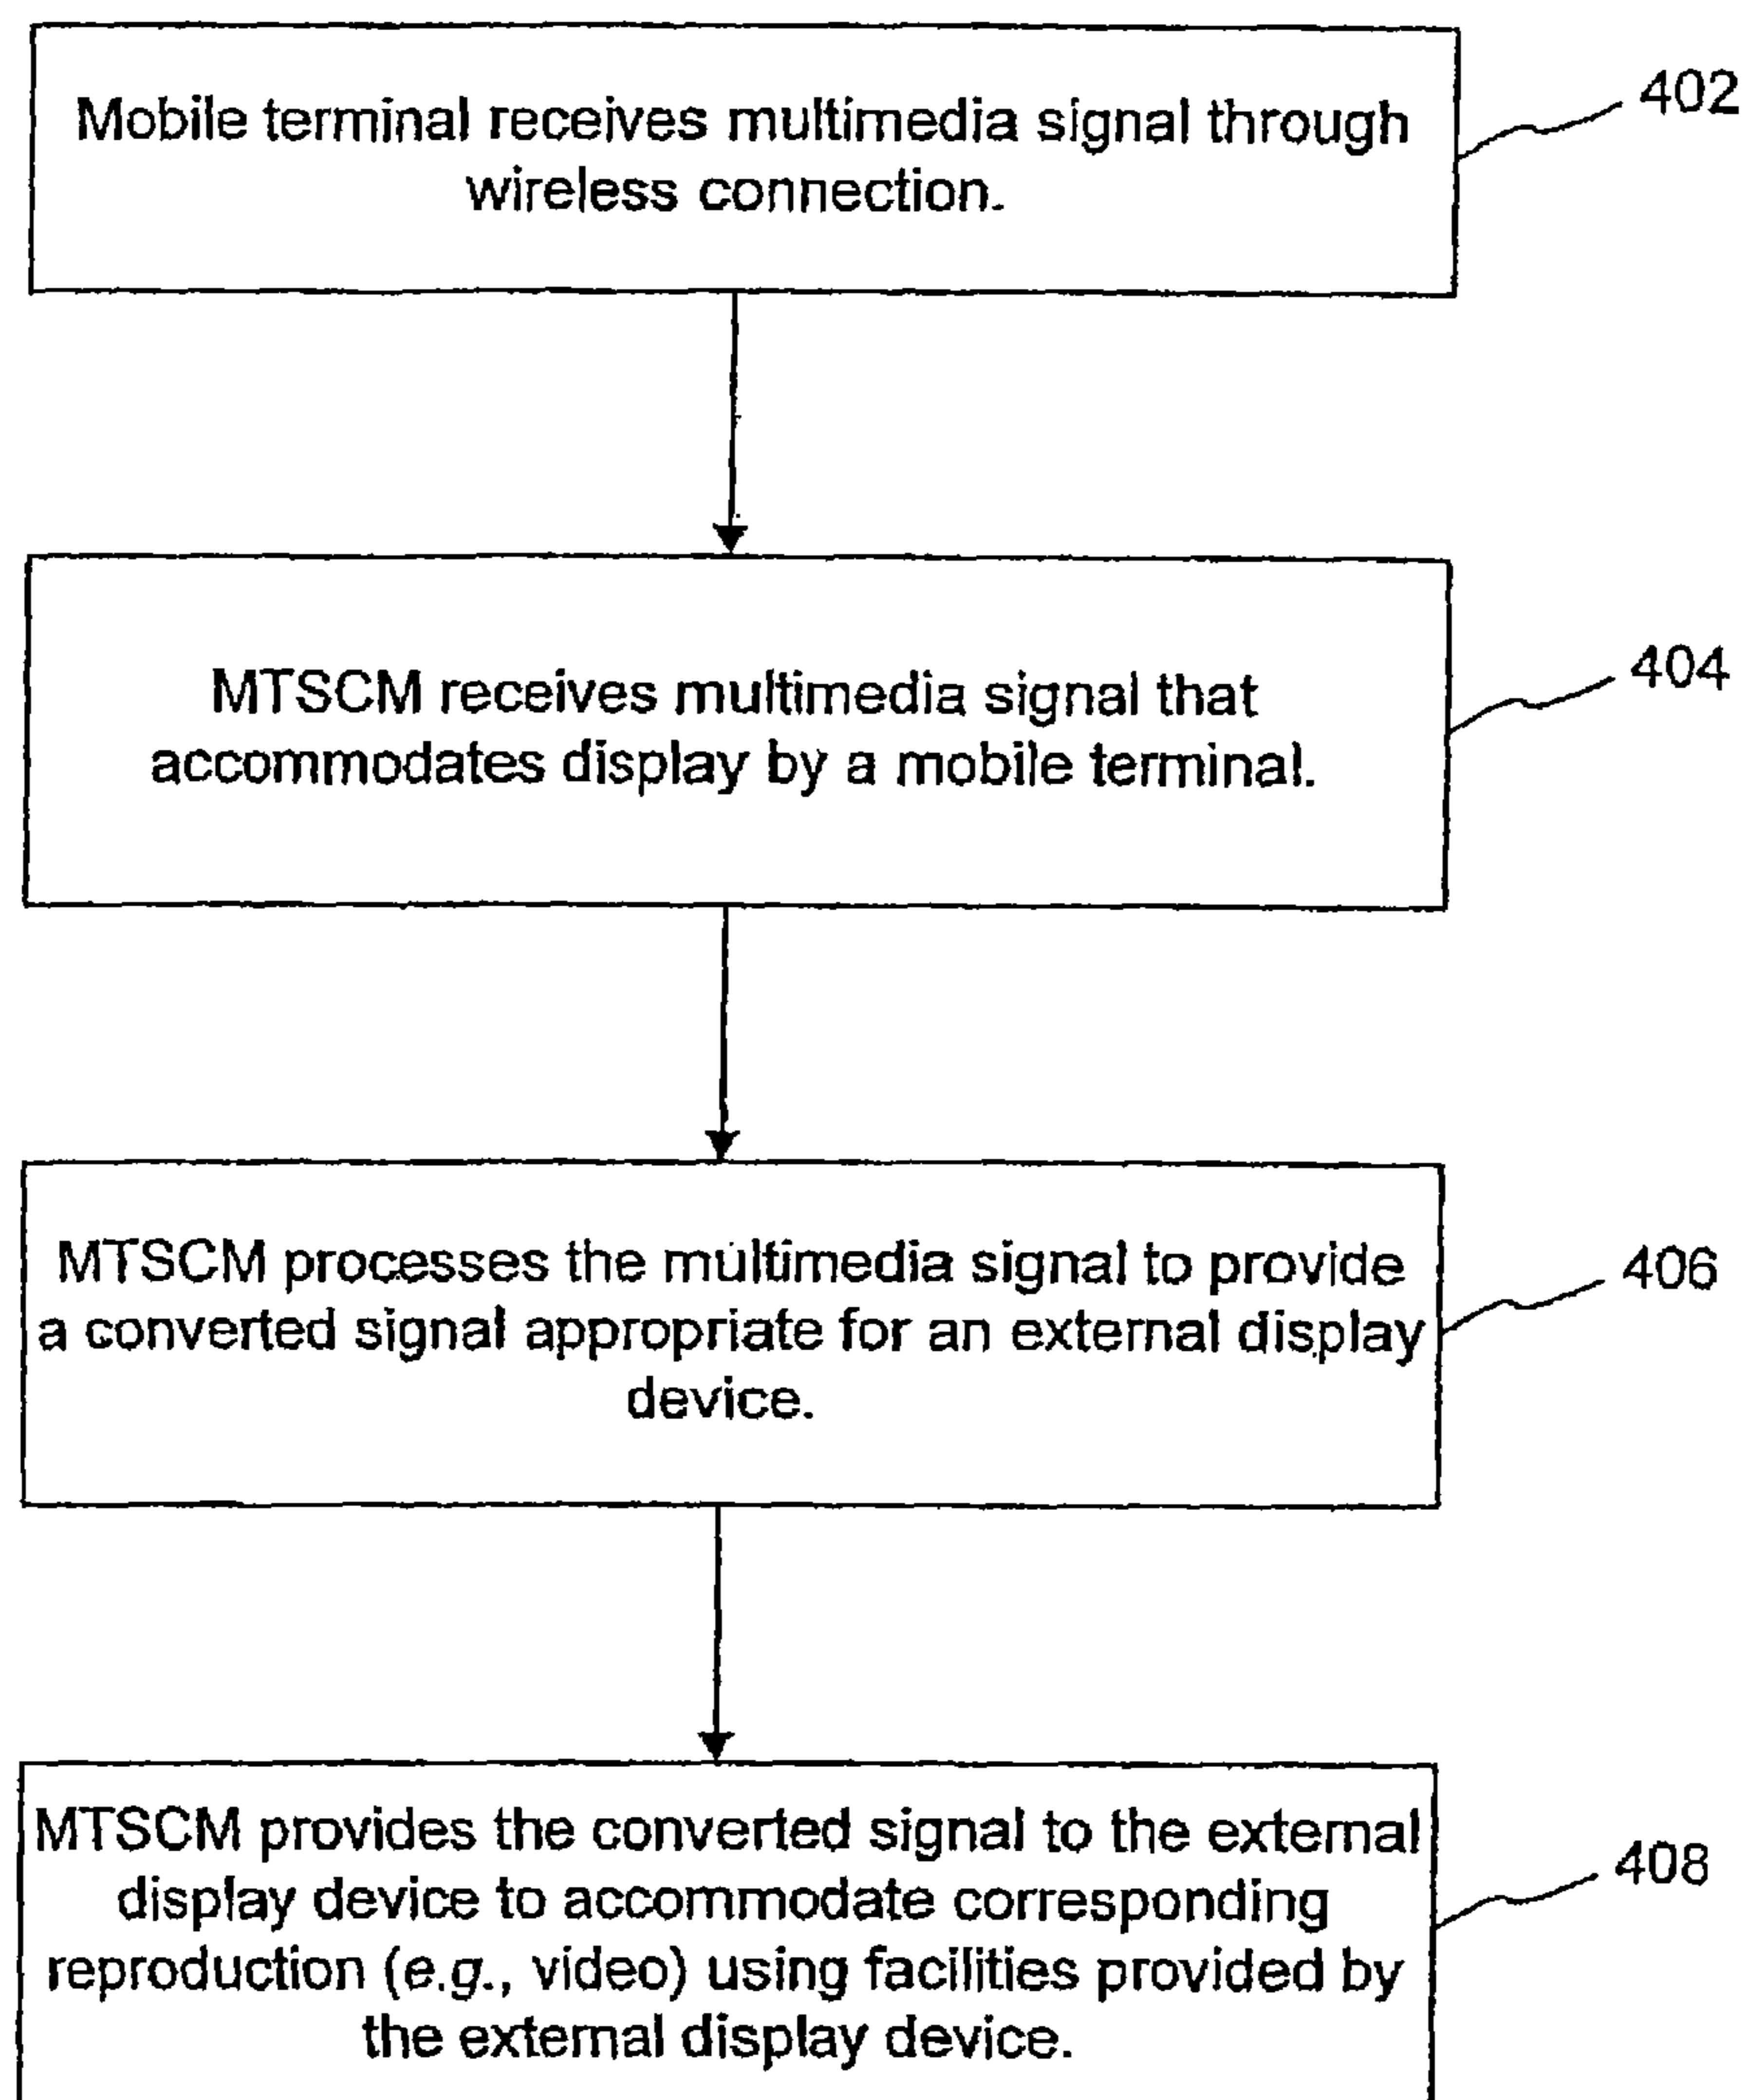 Mobile terminal receives multimedia signal through
wireless connection.
402
MTSCM receives multimedia signal that
accommodates display by a mobile terminal.
404
MTSCM processes the multimedia signal to provide
a converted signal appropriate for an external display
device.
406
MTSCM provides the converted signal to the external
display device to accommodate corresponding
reproduction (e.g., video) using facilities provided by
the external display device.
408